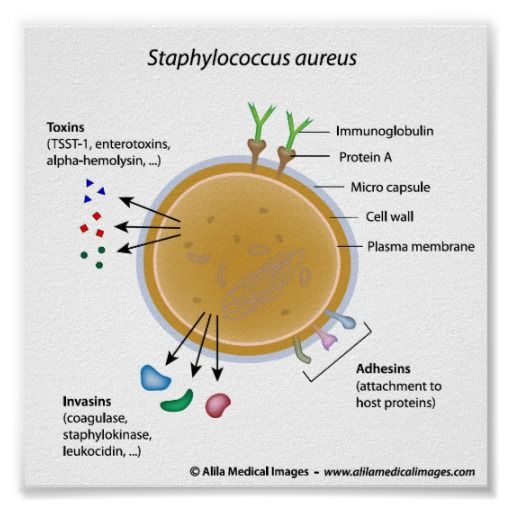 Staphylococcus aureus
Toxins
(TSST-1, enterotoxins,
alpha-hemolysin, ...)
Immunoglobulin
Protein A
Micro capsule
Cell wall
Plasma membrane
Adhesins
(attachment to
host proteins)
Invasins
(coagulase,
staphylokinase,
leukocidin, ...)
© Alila Medical Images - www.alilamedicalimages.com